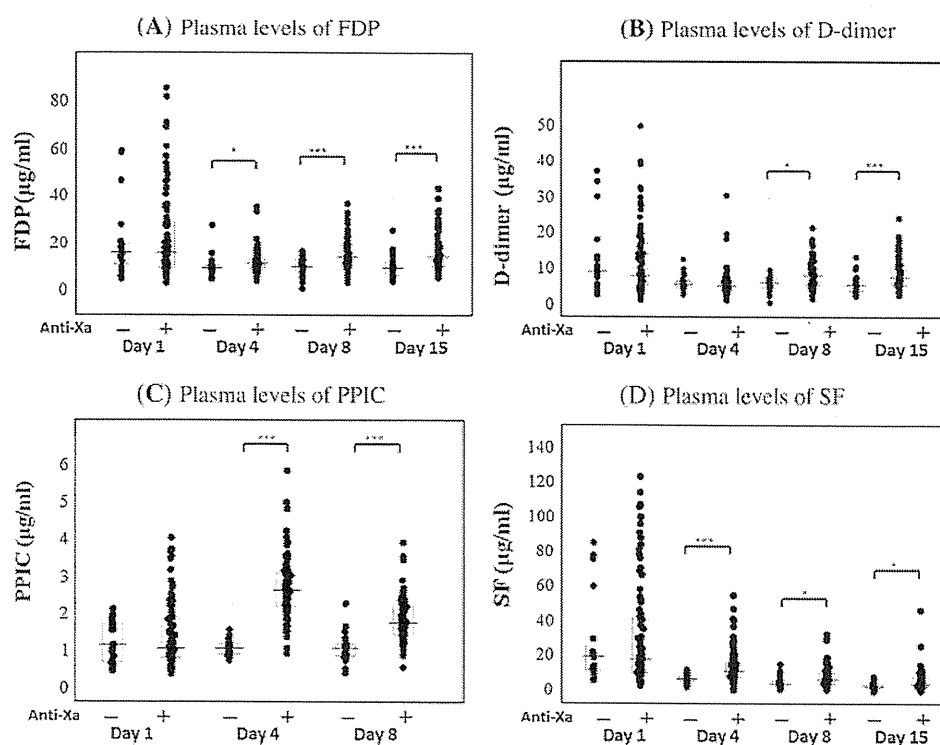 (A) Plasma levels of FDP
FDP(μg/ml)
80
60
40
20
0
* *** ***
Anti-Xa − + − + − + − +
Day 1 Day 4 Day 8 Day 15
(B) Plasma levels of D-dimer
D-dimer (μg/ml)
50
40
30
20
10
0
* ***
− + − + − + − +
Day 1 Day 4 Day 8 Day 15
(C) Plasma levels of PPIC
PPIC (μg/ml)
6
5
4
3
2
1
0
*** ***
Anti-Xa − + − + − +
Day 1 Day 4 Day 8
(D) Plasma levels of SF
SF (μg/ml)
140
120
100
80
60
40
20
0
*** * *
Anti-Xa − + − + − + − +
Day 1 Day 4 Day 8 Day 15